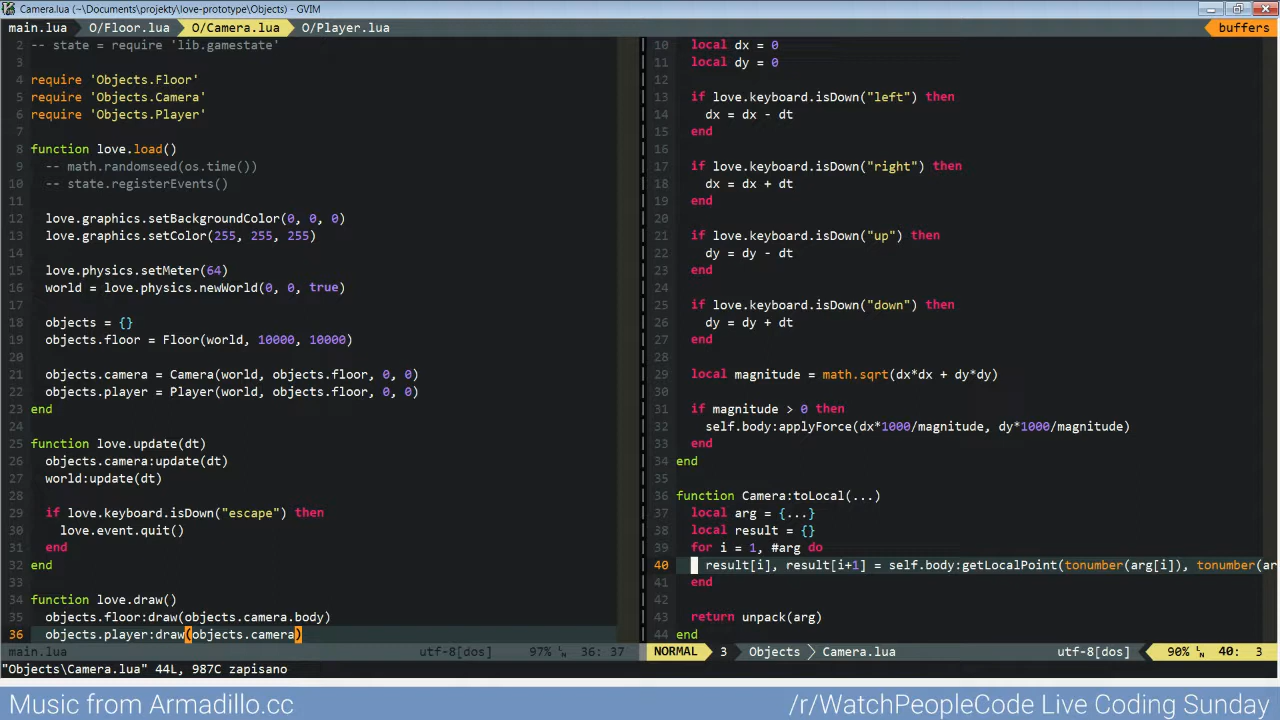 Camera.lua (~\Documents\projekty\love-prototype\Objects) - GVIM
main.lua O/Floor.lua O/Camera.lua O/Player.lua buffers
2 -- state = require 'lib.gamestate'
3
4 require 'Objects.Floor'
5 require 'Objects.Camera'
6 require 'Objects.Player'
7
8 function love.load()
9 -- math.randomseed(os.time())
10 -- state.registerEvents()
11
12 love.graphics.setBackgroundColor(0, 0, 0)
13 love.graphics.setColor(255, 255, 255)
14
15 love.physics.setMeter(64)
16 world = love.physics.newWorld(0, 0, true)
17
18 objects = {}
19 objects.floor = Floor(world, 10000, 10000)
20
21 objects.camera = Camera(world, objects.floor, 0, 0)
22 objects.player = Player(world, objects.floor, 0, 0)
23 end
24
25 function love.update(dt)
26 objects.camera:update(dt)
27 world:update(dt)
28
29 if love.keyboard.isDown("escape") then
30 love.event.quit()
31 end
32 end
33
34 function love.draw()
35 objects.floor:draw(objects.camera.body)
36 objects.player:draw(objects.camera)
main.lua utf-8[dos] 97% LN 36: 37
10 local dx = 0
11 local dy = 0
12
13 if love.keyboard.isDown("left") then
14 dx = dx - dt
15 end
16
17 if love.keyboard.isDown("right") then
18 dx = dx + dt
19 end
20
21 if love.keyboard.isDown("up") then
22 dy = dy - dt
23 end
24
25 if love.keyboard.isDown("down") then
26 dy = dy + dt
27 end
28
29 local magnitude = math.sqrt(dx*dx + dy*dy)
30
31 if magnitude > 0 then
32 self.body:applyForce(dx*1000/magnitude, dy*1000/magnitude)
33 end
34 end
35
36 function Camera:toLocal(...)
37 local arg = {...}
38 local result = {}
39 for i = 1, #arg do
40 result[i], result[i+1] = self.body:getLocalPoint(tonumber(arg[i]), tonumber(ar
41 end
42
43 return unpack(arg)
44 end
NORMAL 3 Objects Camera.lua utf-8[dos] 90% LN 40: 3
"Objects\Camera.lua" 44L, 987C zapisano
Music from Armadillo.cc
/r/WatchPeopleCode Live Coding Sunday